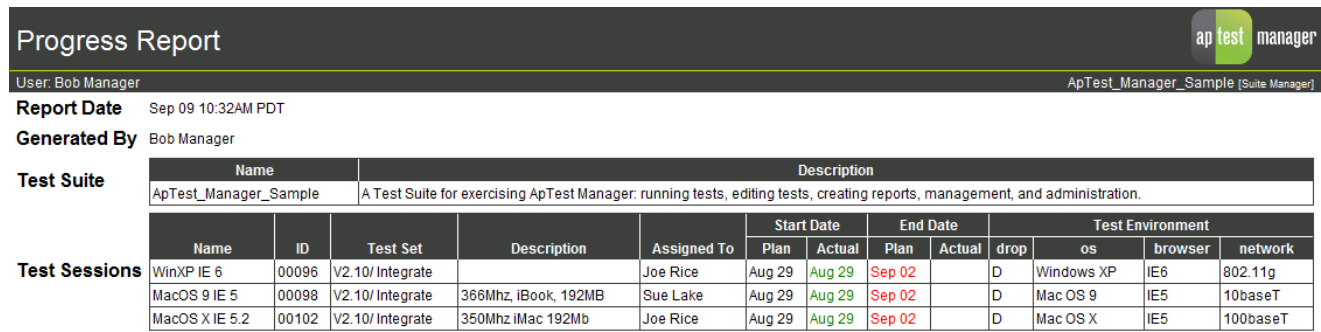 Progress Report
ap test manager
User: Bob Manager ApTest_Manager_Sample [Suite Manager]
Report Date Sep 09 10:32AM PDT
Generated By Bob Manager
Test Suite
Name Description
ApTest_Manager_Sample A Test Suite for exercising ApTest Manager: running tests, editing tests, creating reports, management, and administration.
Test Sessions
Start Date End Date Test Environment
Name ID Test Set Description Assigned To Plan Actual Plan Actual drop os browser network
WinXP IE 6 00096 V2.10/ Integrate Joe Rice Aug 29 Aug 29 Sep 02 D Windows XP IE6 802.11g
MacOS 9 IE 5 00098 V2.10/ Integrate 366Mhz, iBook, 192MB Sue Lake Aug 29 Aug 29 Sep 02 D Mac OS 9 IE5 10baseT
MacOS X IE 5.2 00102 V2.10/ Integrate 350Mhz iMac 192Mb Joe Rice Aug 29 Aug 29 Sep 02 D Mac OS X IE5 100baseT